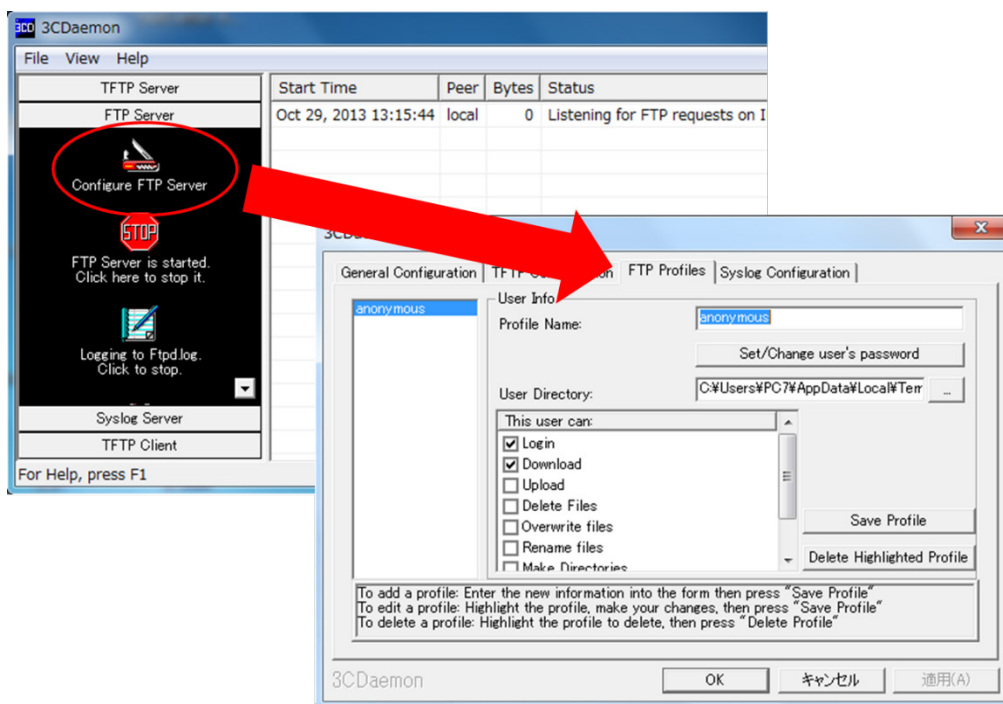 3CD 3CDaemon
File View Help
TFTP Server
FTP Server
Configure FTP Server
STOP
FTP Server is started.
Click here to stop it.
Logging to Ftpd.log.
Click to stop.
Syslog Server
TFTP Client
For Help, press F1
Start Time Peer Bytes Status
Oct 29, 2013 13:15:44 local 0 Listening for FTP requests on I
General Configuration TFTP FTP Profiles Syslog Configuration
anonymous
User Info
Profile Name: anonymous
Set/Change user's password
User Directory: C:¥Users¥PC7¥AppData¥Local¥Tem ...
This user can:
Login
Download
Upload
Delete Files
Overwrite files
Rename files
Make Directories
Save Profile
Delete Highlighted Profile
To add a profile: Enter the new information into the form then press "Save Profile"
To edit a profile: Highlight the profile, make your changes, then press "Save Profile"
To delete a profile: Highlight the profile to delete, then press "Delete Profile"
3CDaemon
OK キャンセル 適用(A)